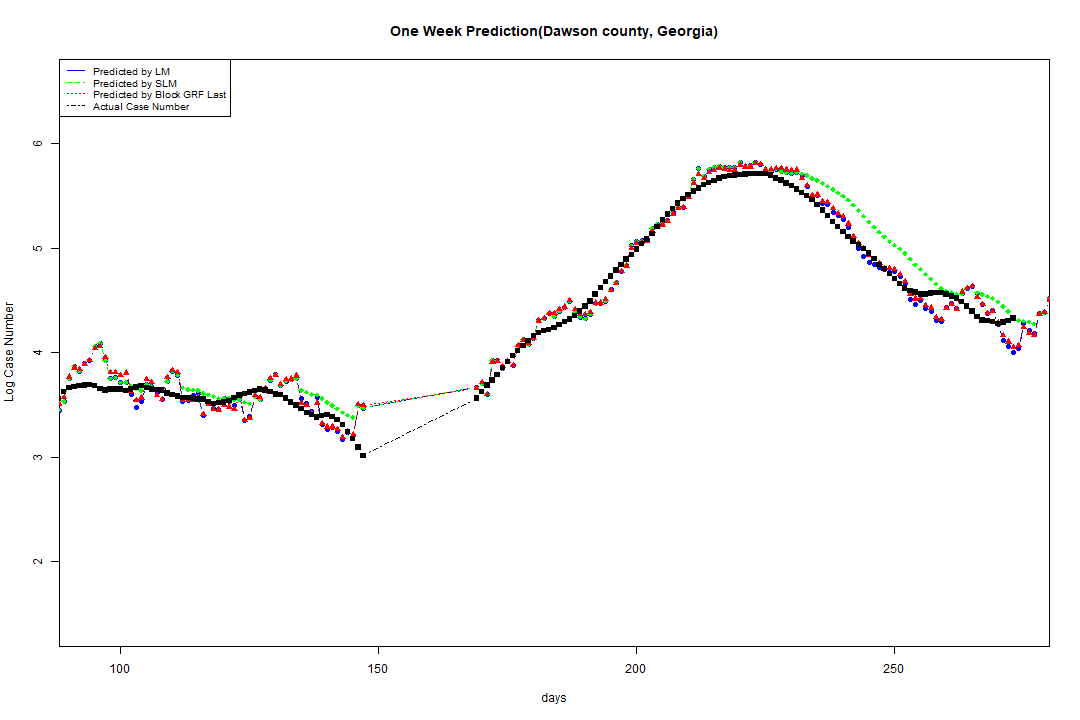 One Week Prediction(Dawson county, Georgia)
Predicted by LM
Predicted by SLM
Predicted by Block GRF Last
Actual Case Number
Log Case Number
6
5
4
3
2
100
150
200
250
days